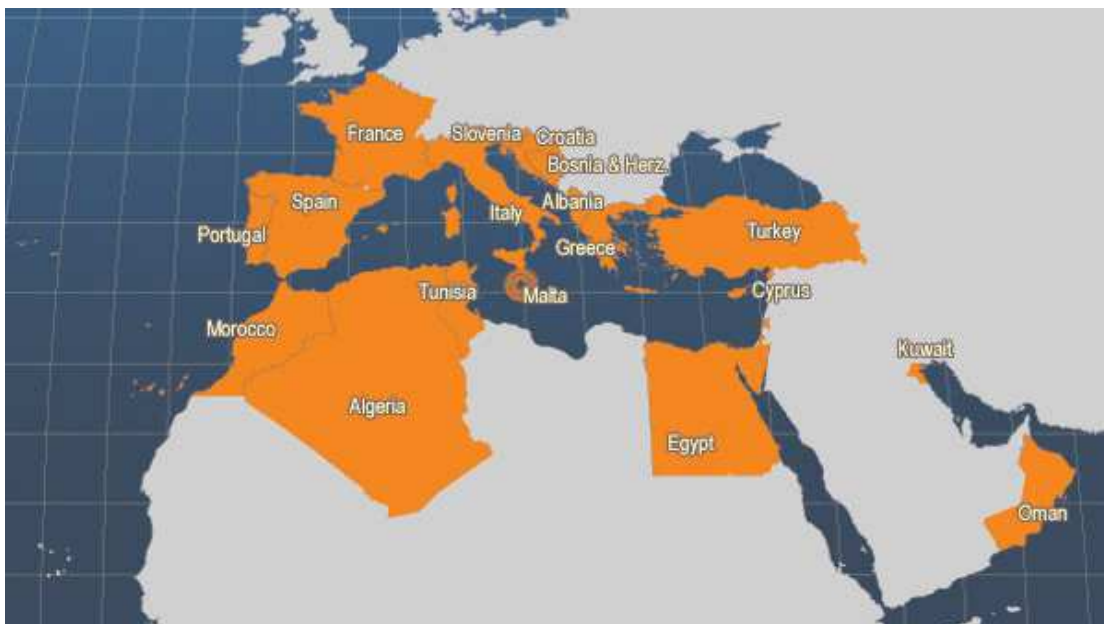 France
Slovenia
Croatia
Bosnia & Herz.
Spain
Italy
Albania
Portugal
Greece
Turkey
Tunisia
Malta
Cyprus
Morocco
Kuwait
Algeria
Egypt
Oman